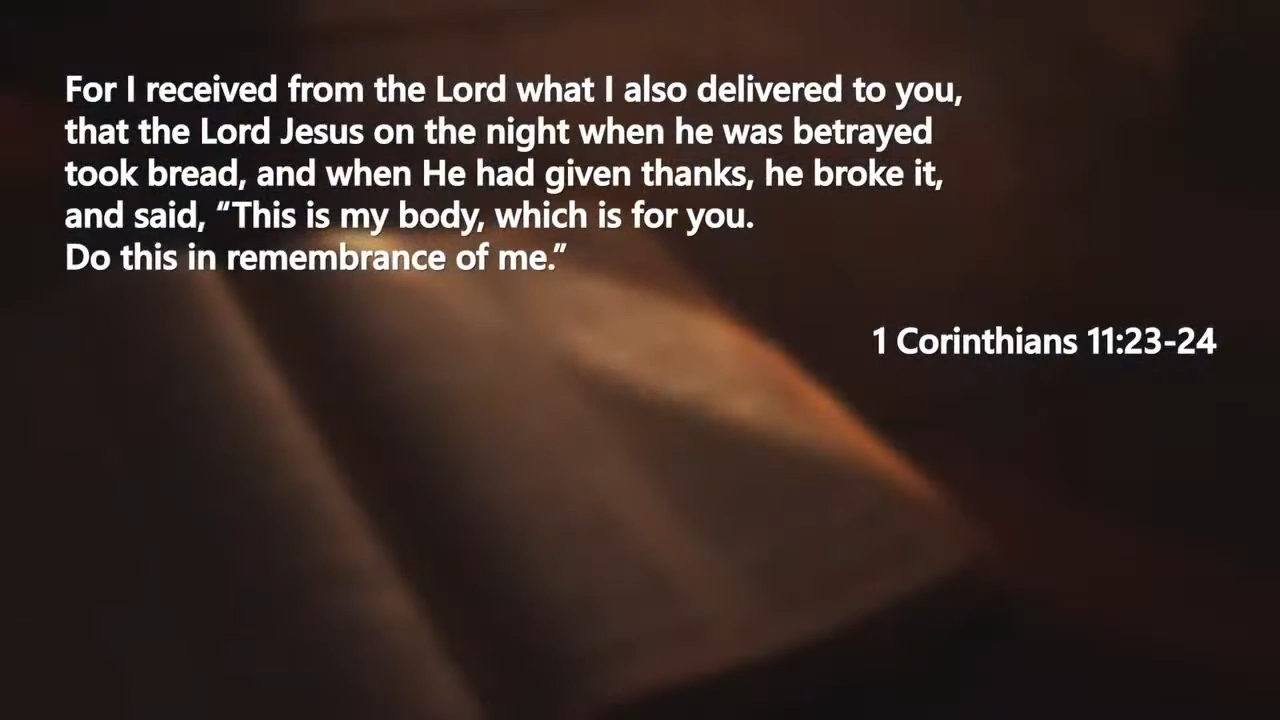 For I received from the Lord what I also delivered to you,
that the Lord Jesus on the night when he was betrayed
took bread, and when He had given thanks, he broke it,
and said, “This is my body, which is for you.
Do this in remembrance of me.”
1 Corinthians 11:23-24